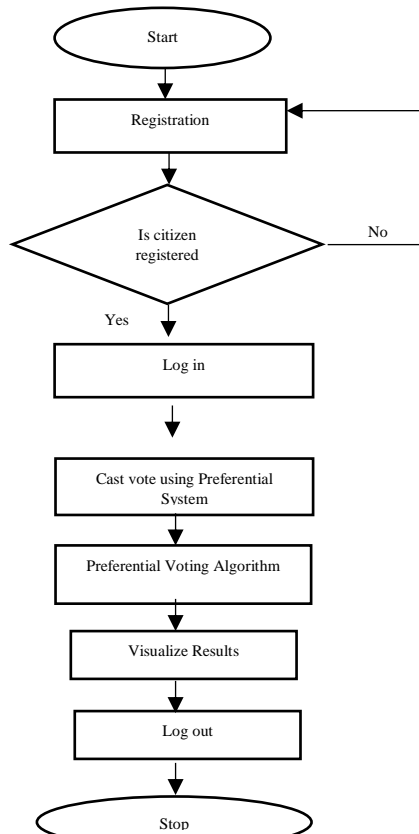 Start
Registration
Is citizen
registered
No
Yes
Log in
Cast vote using Preferential
System
Preferential Voting Algorithm
Visualize Results
Log out
Stop